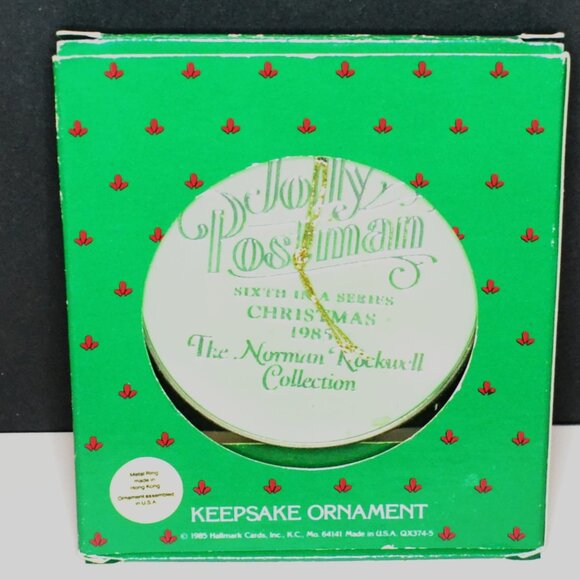 Jolly
Postman
SIXTH IN A SERIES
CHRISTMAS
1985
The Norman Rockwell
Collection
Metal Ring
made in
Hong Kong
Ornament assembled
in U.S.A.
KEEPSAKE ORNAMENT
© 1985 Hallmark Cards, Inc., K.C., Mo. 64141 Made in U.S.A. QX374-5